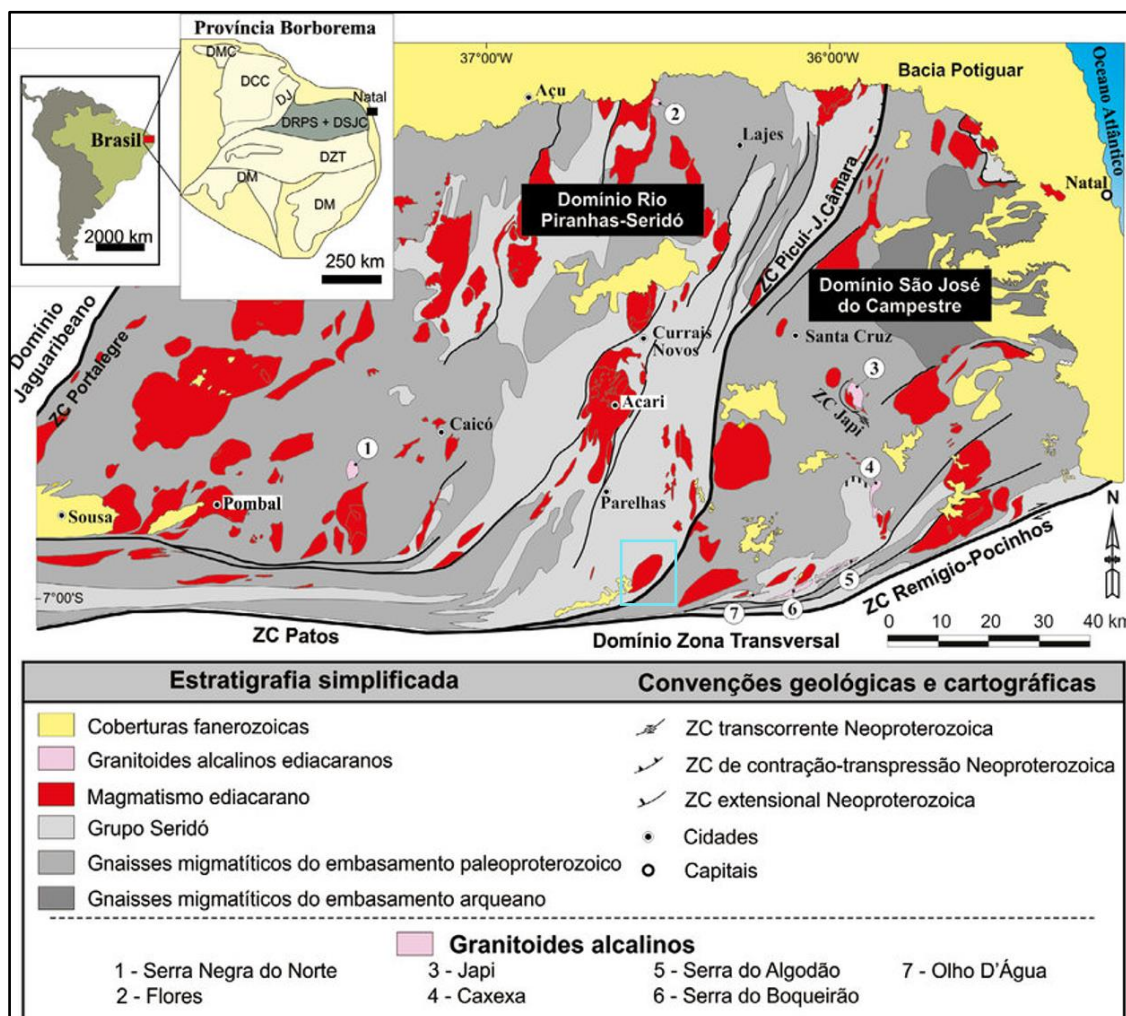 Província Borborema
DMC
DCC
DJ
Natal
DRPS + DSJC
DZT
DM
DM
250 km
Brasil
2000 km
37°00'W
36°00'W
Bacia Potiguar
Oceano Atlântico
Açu
2
Lajes
Natal
Domínio Rio
Piranhas-Seridó
ZC Picuí-J.Câmara
Domínio São José
do Campestre
Domínio
Jaguaribeano
ZC Portalegre
Currais
Novos
Santa Cruz
3
ZC Japi
Acari
Caicó
1
4
Pombal
Parelhas
Sousa
N
7°00'S
5
6
7
ZC Remígio-Pocinhos
ZC Patos
Domínio Zona Transversal
0 10 20 30 40 km
Estratigrafia simplificada
Coberturas fanerozoicas
Granitoides alcalinos ediacaranos
Magmatismo ediacarano
Grupo Seridó
Gnaisses migmatíticos do embasamento paleoproterozoico
Gnaisses migmatíticos do embasamento arqueano
Convenções geológicas e cartográficas
ZC transcorrente Neoproterozoica
ZC de contração-transpressão Neoproterozoica
ZC extensional Neoproterozoica
Cidades
Capitais
Granitoides alcalinos
1 - Serra Negra do Norte
2 - Flores
3 - Japi
4 - Caxexa
5 - Serra do Algodão
6 - Serra do Boqueirão
7 - Olho D'Água